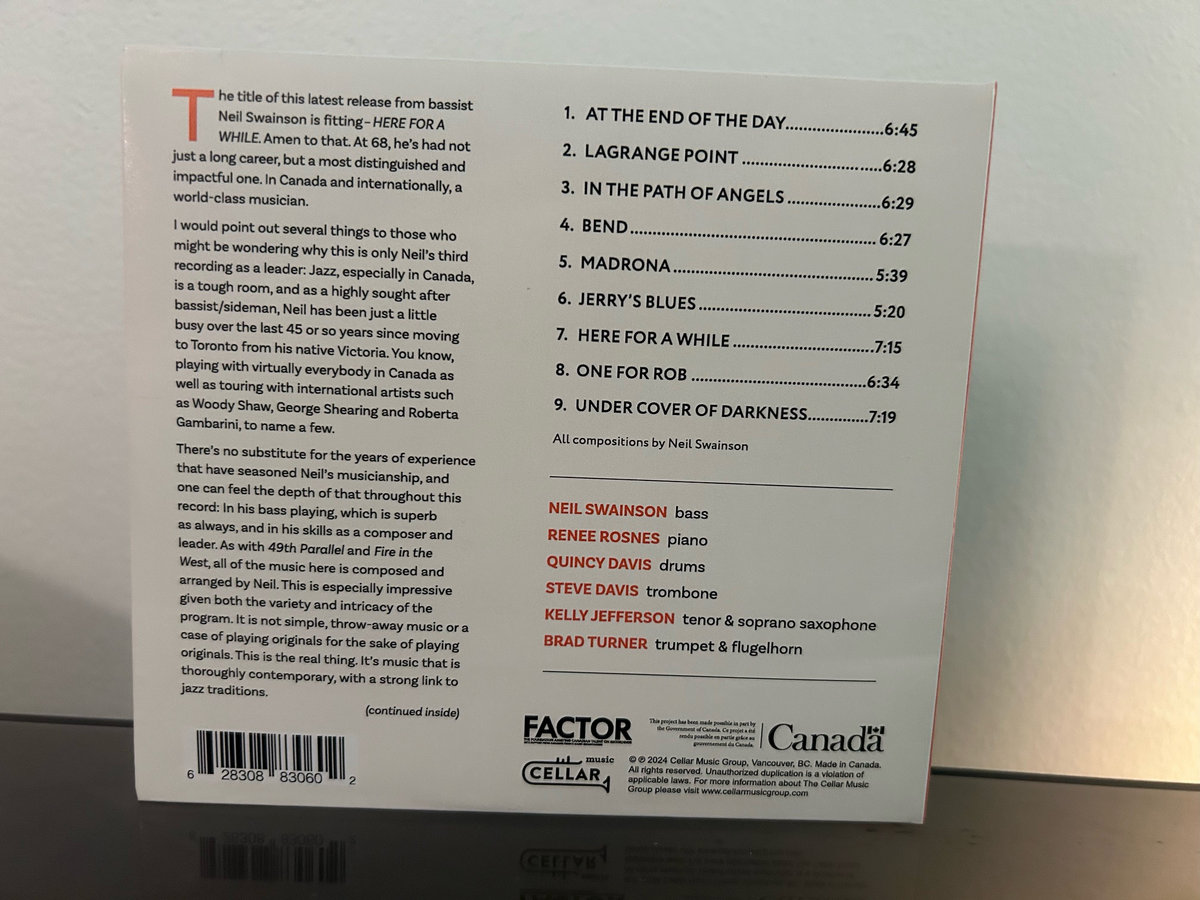 The title of this latest release from bassist
Neil Swainson is fitting – HERE FOR A
WHILE. Amen to that. At 68, he's had not
just a long career, but a most distinguished and
impactful one. In Canada and internationally, a
world-class musician.
I would point out several things to those who
might be wondering why this is only Neil's third
recording as a leader: Jazz, especially in Canada,
is a tough room, and as a highly sought after
bassist/sideman, Neil has been just a little
busy over the last 45 or so years since moving
to Toronto from his native Victoria. You know,
playing with virtually everybody in Canada as
well as touring with international artists such
as Woody Shaw, George Shearing and Roberta
Gambarini, to name a few.
There's no substitute for the years of experience
that have seasoned Neil's musicianship, and
one can feel the depth of that throughout this
record: In his bass playing, which is superb
as always, and in his skills as a composer and
leader. As with 49th Parallel and Fire in the
West, all of the music here is composed and
arranged by Neil. This is especially impressive
given both the variety and intricacy of the
program. It is not simple, throw-away music or a
case of playing originals for the sake of playing
originals. This is the real thing. It's music that is
thoroughly contemporary, with a strong link to
jazz traditions.
(continued inside)
6 28308 83060 2
1. AT THE END OF THE DAY..................6:45
2. LAGRANGE POINT ..........................6:28
3. IN THE PATH OF ANGELS .................6:29
4. BEND.............................................. 6:27
5. MADRONA ..................................... 5:39
6. JERRY'S BLUES ................................ 5:20
7. HERE FOR A WHILE ..........................7:15
8. ONE FOR ROB .................................6:34
9. UNDER COVER OF DARKNESS............7:19
All compositions by Neil Swainson
NEIL SWAINSON bass
RENEE ROSNES piano
QUINCY DAVIS drums
STEVE DAVIS trombone
KELLY JEFFERSON tenor & soprano saxophone
BRAD TURNER trumpet & flugelhorn
FACTOR
This project has been made possible in part by
the Government of Canada. Ce projet a été
rendu possible en partie grâce au
gouvernement du Canada.
Canada
music
CELLAR
© ℗ 2024 Cellar Music Group, Vancouver, BC. Made in Canada.
All rights reserved. Unauthorized duplication is a violation of
applicable laws. For more information about The Cellar Music
Group please visit www.cellarmusicgroup.com